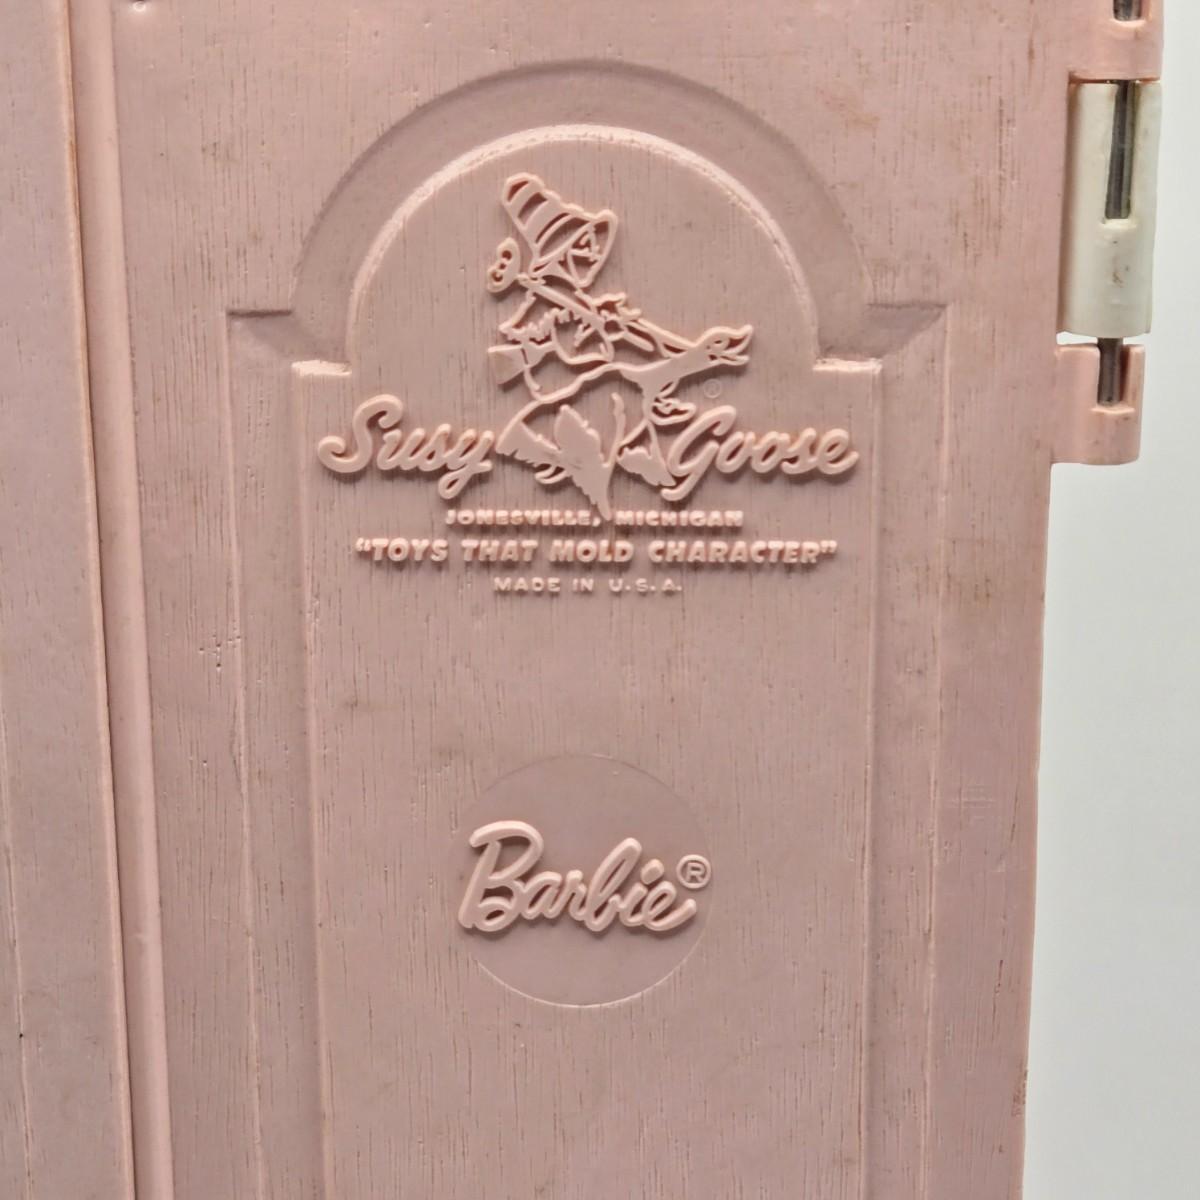 Susy Goose ®
JONESVILLE, MICHIGAN
"TOYS THAT MOLD CHARACTER"
MADE IN U.S.A.
Barbie®